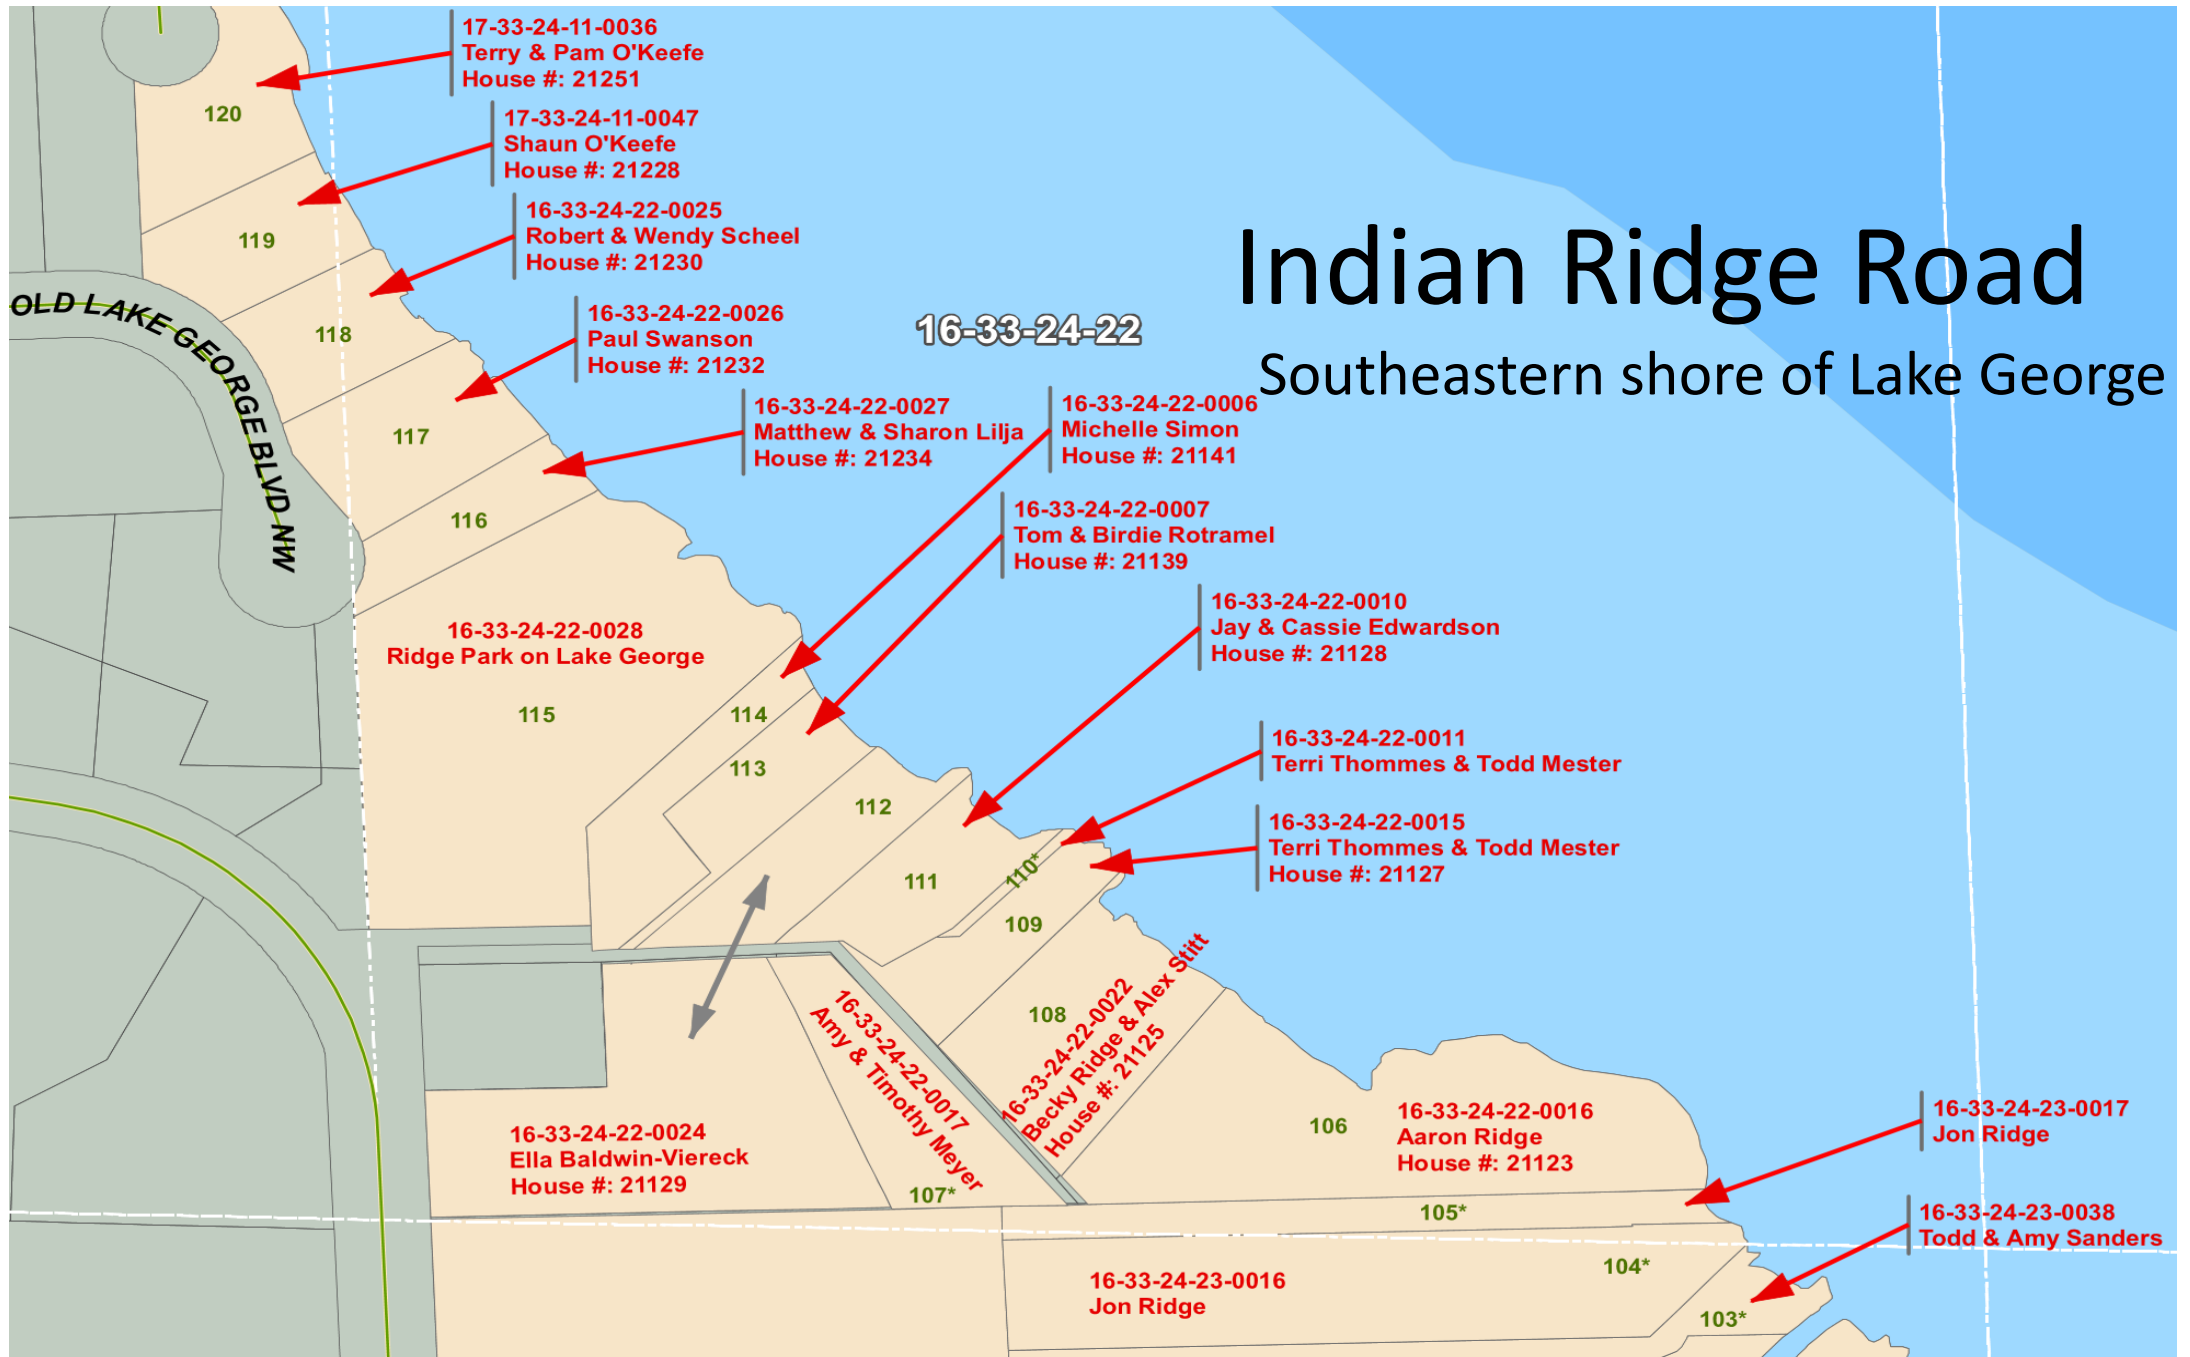 17-33-24-11-0036
Terry & Pam O'Keefe
House #: 21251
120
17-33-24-11-0047
Shaun O'Keefe
House #: 21228
119
16-33-24-22-0025
Robert & Wendy Scheel
House #: 21230
118
Indian Ridge Road
Southeastern shore of Lake George
16-33-24-22
OLD LAKE GEORGE BLVD NW
16-33-24-22-0026
Paul Swanson
House #: 21232
117
16-33-24-22-0027
Matthew & Sharon Lilja
House #: 21234
116
16-33-24-22-0006
Michelle Simon
House #: 21141
114
16-33-24-22-0007
Tom & Birdie Rotramel
House #: 21139
113
16-33-24-22-0028
Ridge Park on Lake George
115
16-33-24-22-0010
Jay & Cassie Edwardson
House #: 21128
112
111
16-33-24-22-0011
Terri Thommes & Todd Mester
110*
16-33-24-22-0015
Terri Thommes & Todd Mester
House #: 21127
109
108
16-33-24-22-0022
Becky Ridge & Alex Stitt
House #: 21125
16-33-24-22-0017
Amy & Timothy Meyer
107*
16-33-24-22-0024
Ella Baldwin-Viereck
House #: 21129
106
16-33-24-22-0016
Aaron Ridge
House #: 21123
16-33-24-23-0017
Jon Ridge
105*
16-33-24-23-0038
Todd & Amy Sanders
104*
16-33-24-23-0016
Jon Ridge
103*